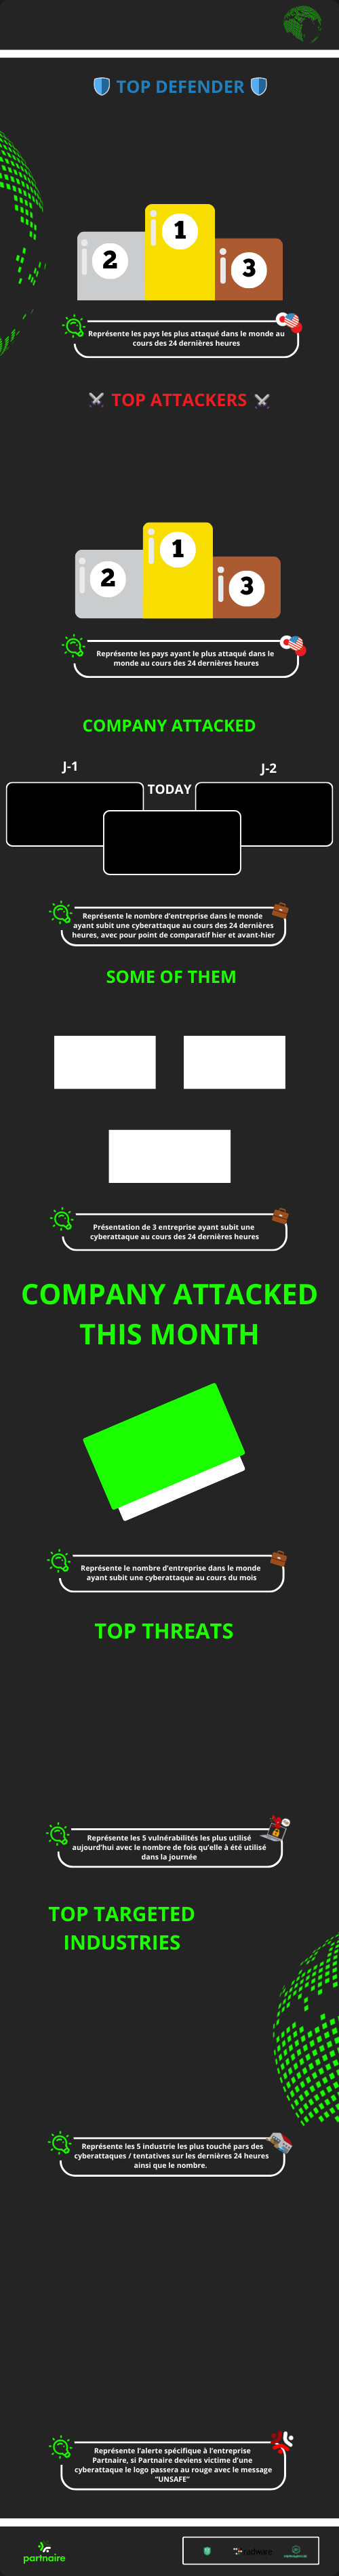 TOP DEFENDER
1
2
3
Représente les pays les plus attaqué dans le monde au
cours des 24 dernières heures
TOP ATTACKERS
1
2
3
Représente les pays ayant le plus attaqué dans le
monde au cours des 24 dernières heures
COMPANY ATTACKED
J-1
J-2
TODAY
Représente le nombre d'entreprise dans le monde
ayant subit une cyberattaque au cours des 24 dernières
heures, avec pour point de comparatif hier et avant-hier
SOME OF THEM
Présentation de 3 entreprise ayant subit une
cyberattaque au cours des 24 dernières heures
COMPANY ATTACKED
THIS MONTH
Représente le nombre d'entreprise dans le monde
ayant subit une cyberattaque au cours du mois
TOP THREATS
Représente les 5 vulnérabilités les plus utilisé
aujourd'hui avec le nombre de fois qu'elle à été utilisé
dans la journée
TOP TARGETED
INDUSTRIES
Représente les 5 industrie les plus touché pars des
cyberattaques / tentatives sur les dernières 24 heures
ainsi que le nombre.
Représente l'alerte spécifique à l'entreprise
Partnaire, si Partnaire deviens victime d'une
cyberattaque le logo passera au rouge avec le message
"UNSAFE"
partnaire
radware